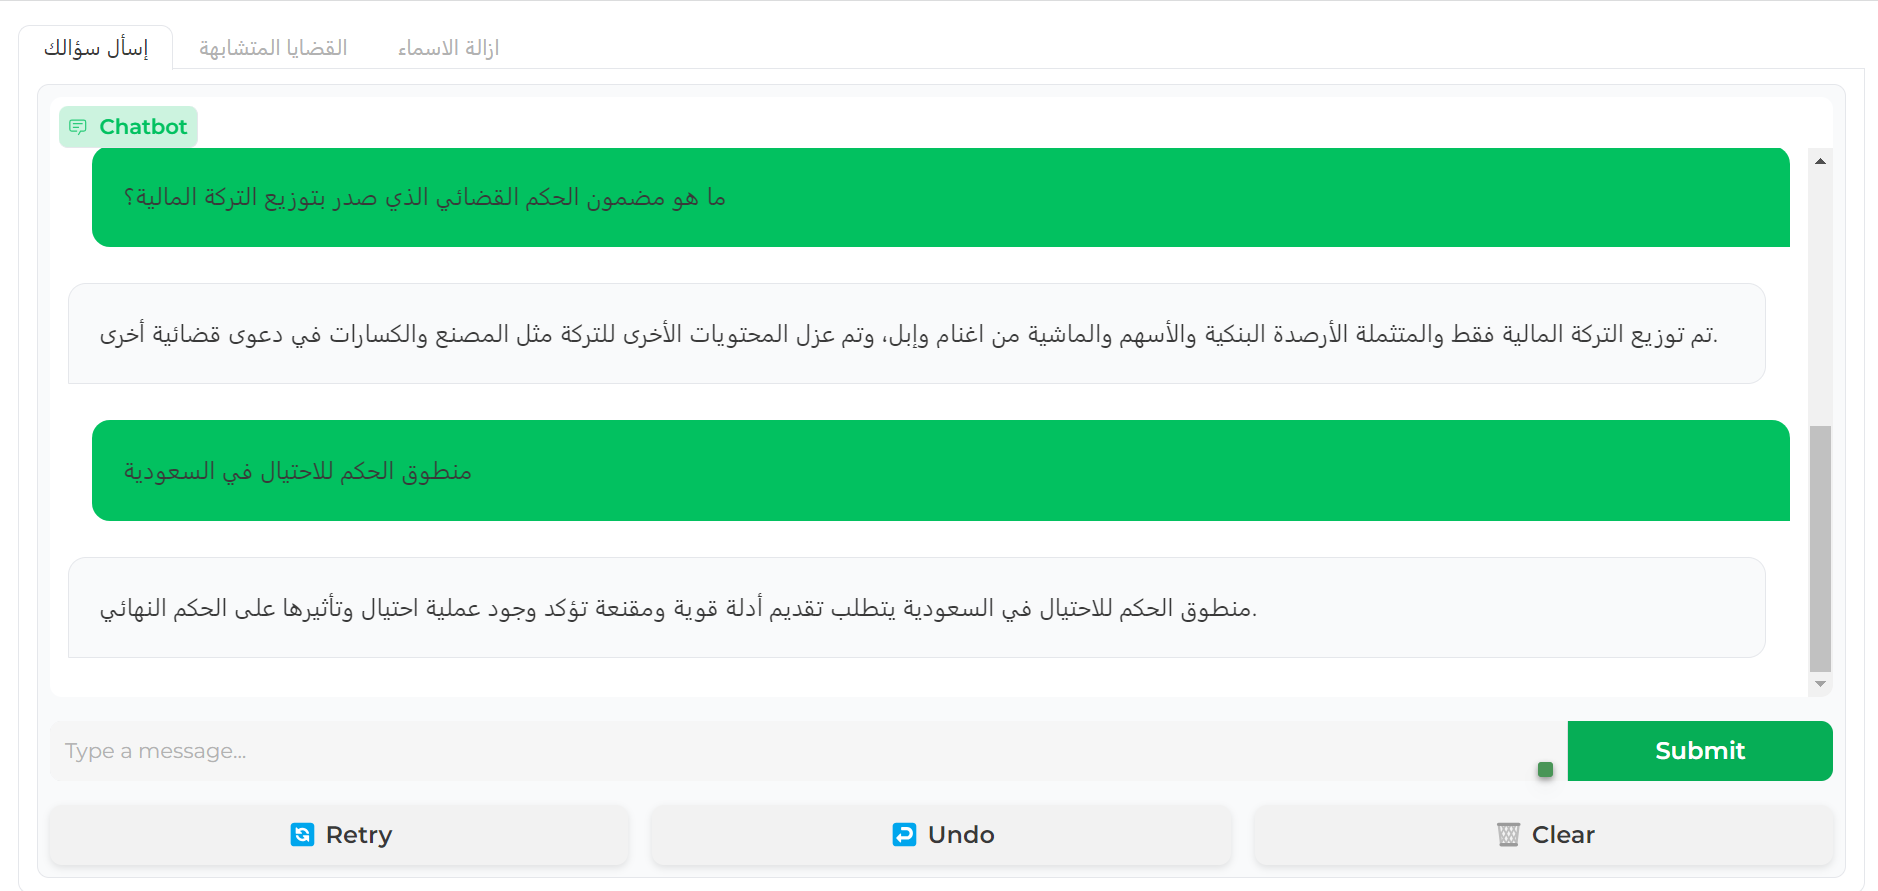 إسأل سؤالك
القضايا المتشابهة
ازالة الاسماء
Chatbot
ما هو مضمون الحكم القضائي الذي صدر بتوزيع التركة المالية؟
تم توزيع التركة المالية فقط والمتثملة الأرصدة البنكية والأسهم والماشية من اغنام وإبل، وتم عزل المحتويات الأخرى للتركة مثل المصنع والكسارات في دعوى قضائية أخرى.
منطوق الحكم للاحتيال في السعودية
منطوق الحكم للاحتيال في السعودية يتطلب تقديم أدلة قوية ومقنعة تؤكد وجود عملية احتيال وتأثيرها على الحكم النهائي.
Type a message...
Submit
Retry
Undo
Clear